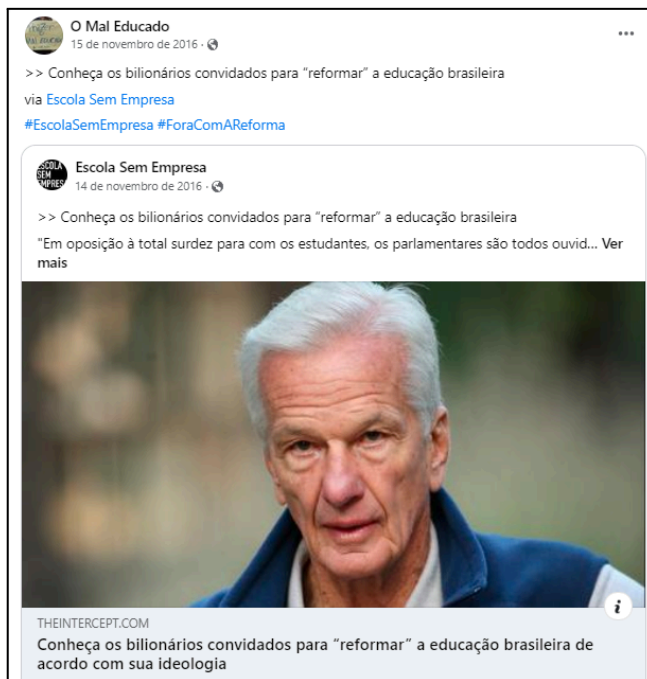 O Mal Educado
15 de novembro de 2016 ·
>> Conheça os bilionários convidados para “reformar” a educação brasileira
via Escola Sem Empresa
#EscolaSemEmpresa #ForaComAReforma
ESCOLA
SEM
EMPRESA
Escola Sem Empresa
14 de novembro de 2016 ·
>> Conheça os bilionários convidados para “reformar” a educação brasileira
"Em oposição à total surdez para com os estudantes, os parlamentares são todos ouvid... Ver
mais
THEINTERCEPT.COM
Conheça os bilionários convidados para “reformar” a educação brasileira de
acordo com sua ideologia